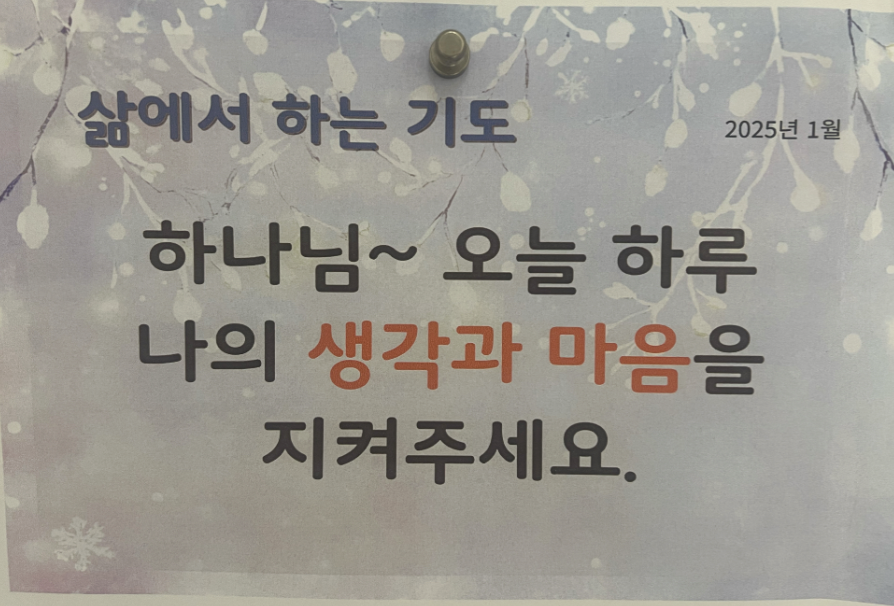 삶에서 하는 기도
2025년 1월
하나님~ 오늘 하루
나의 생각과 마음을
지켜주세요.